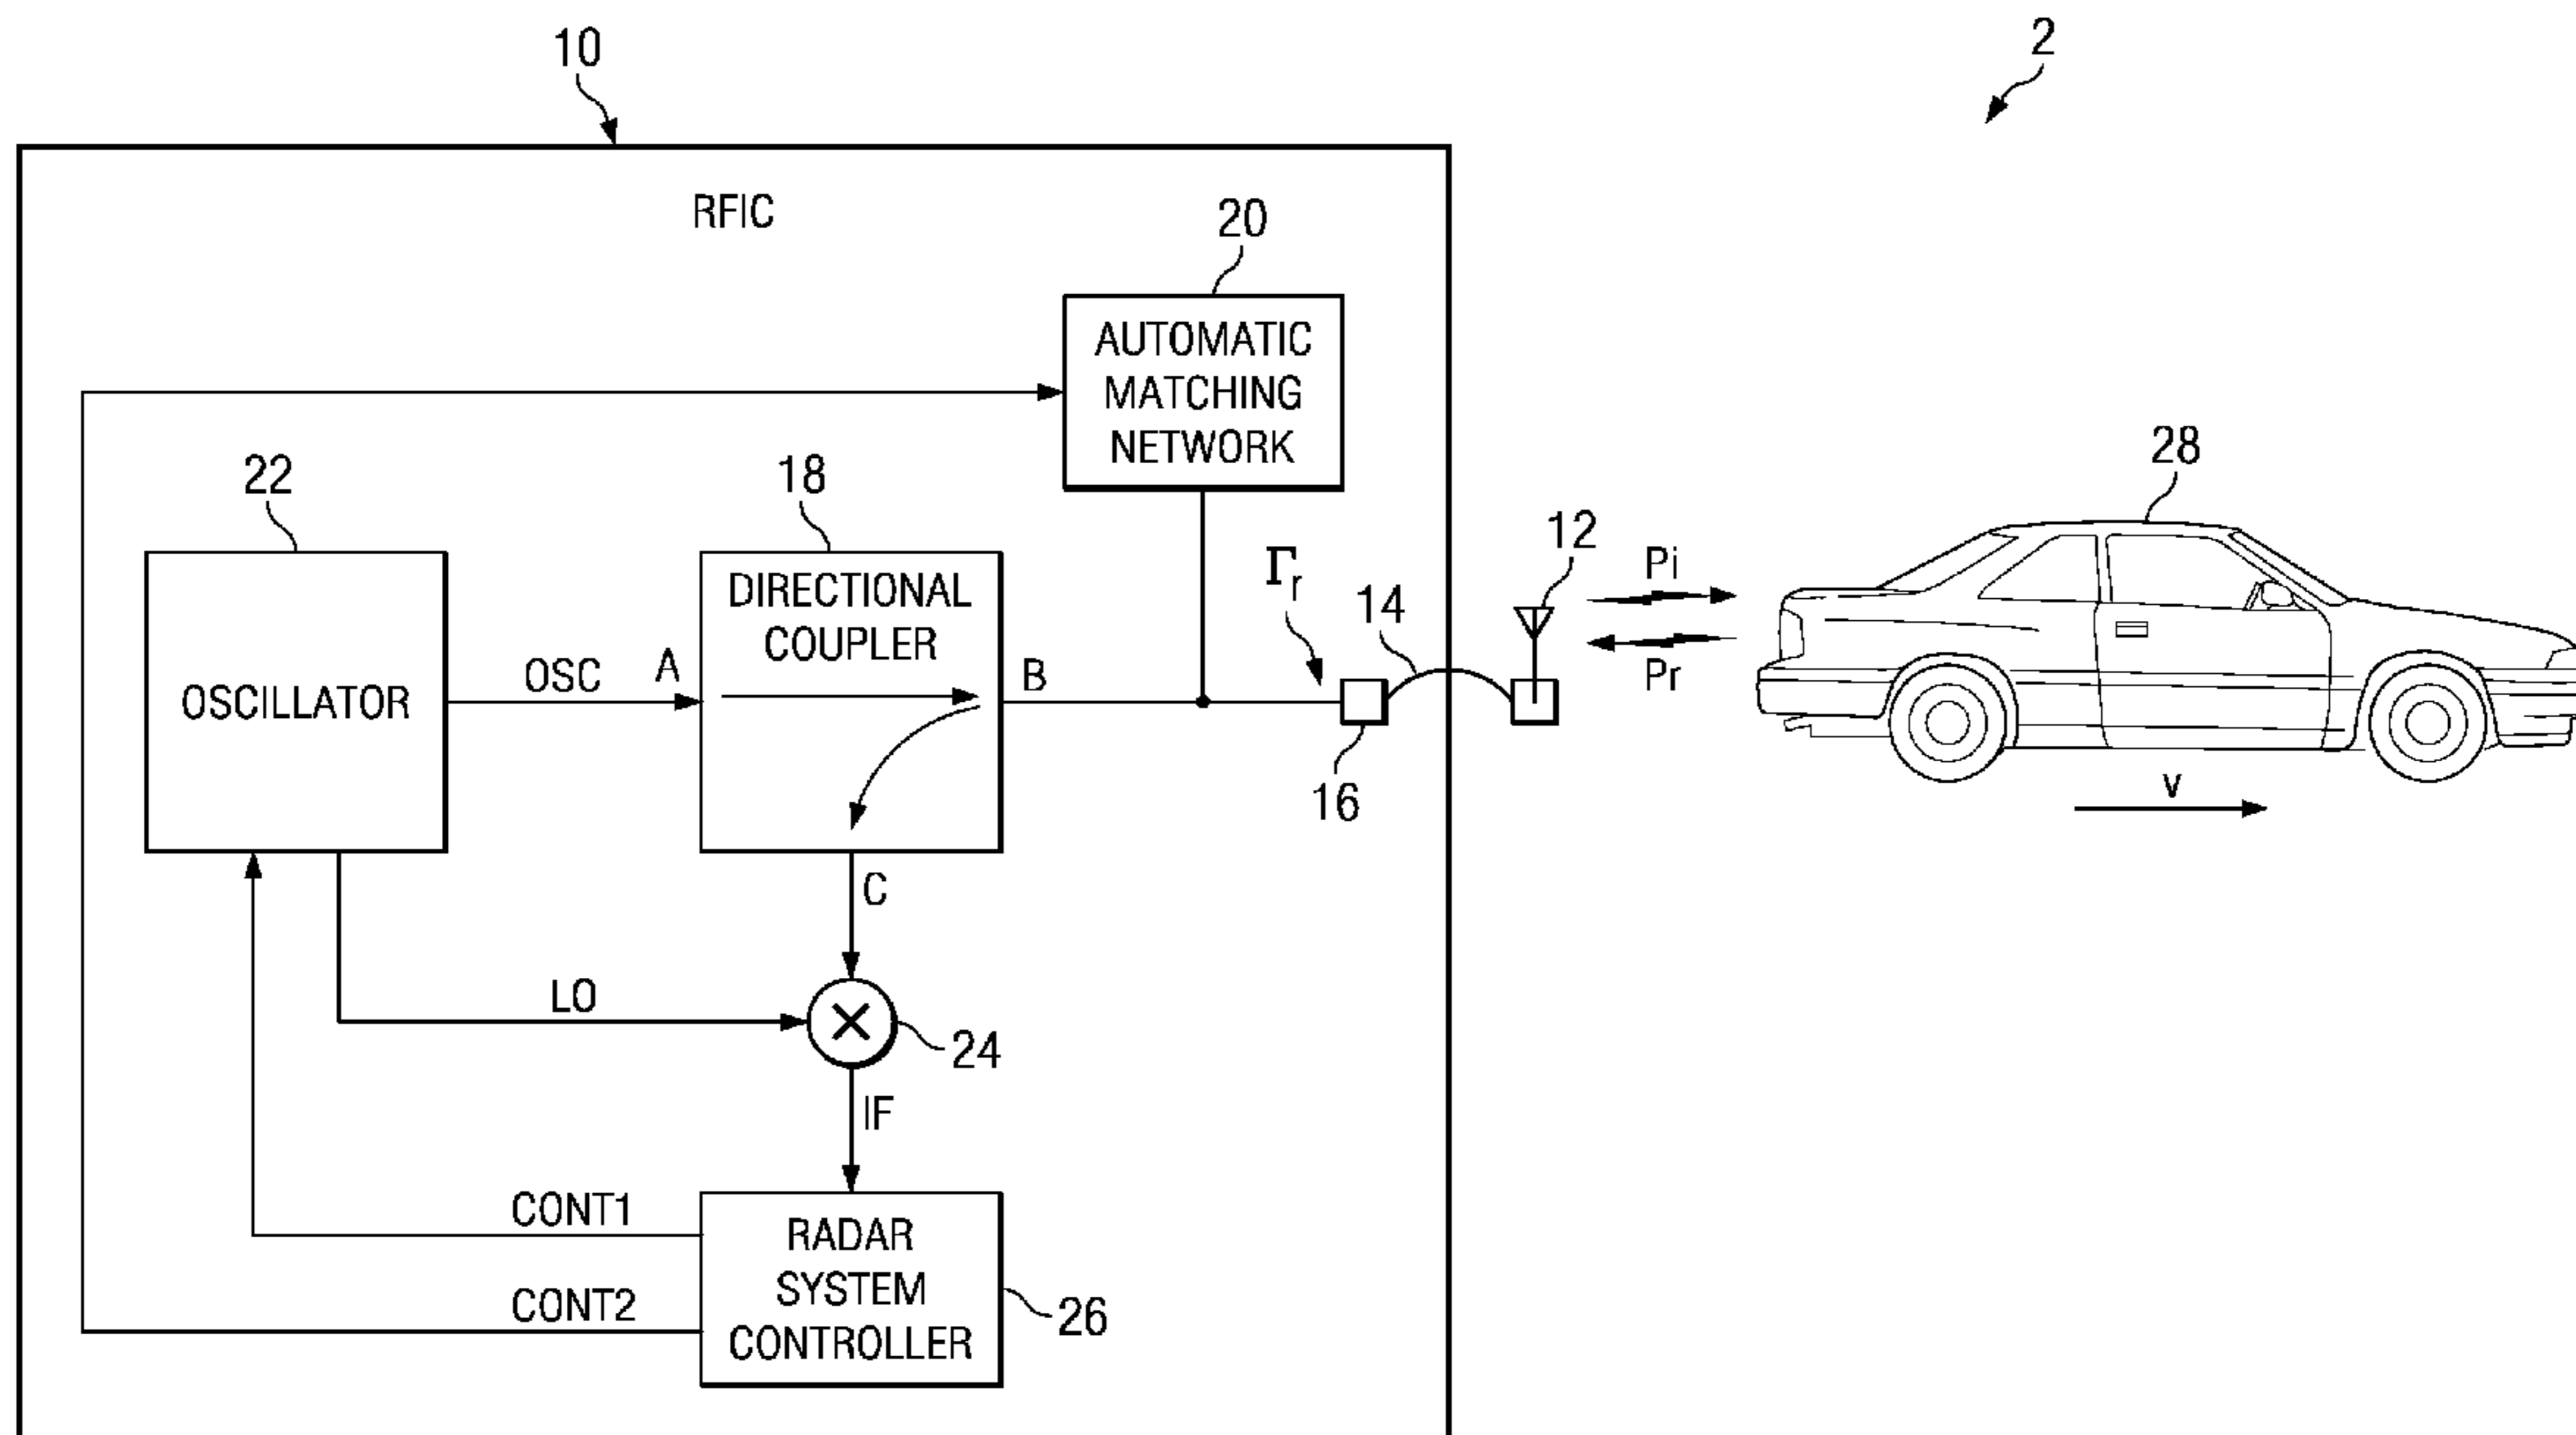 10
2
RFIC
20
AUTOMATIC
MATCHING
NETWORK
22
18
28
12
OSCILLATOR
OSC
A
DIRECTIONAL
COUPLER
B
Γr
14
Pi
Pr
16
v
C
LO
24
IF
CONT1
CONT2
RADAR
SYSTEM
CONTROLLER
26